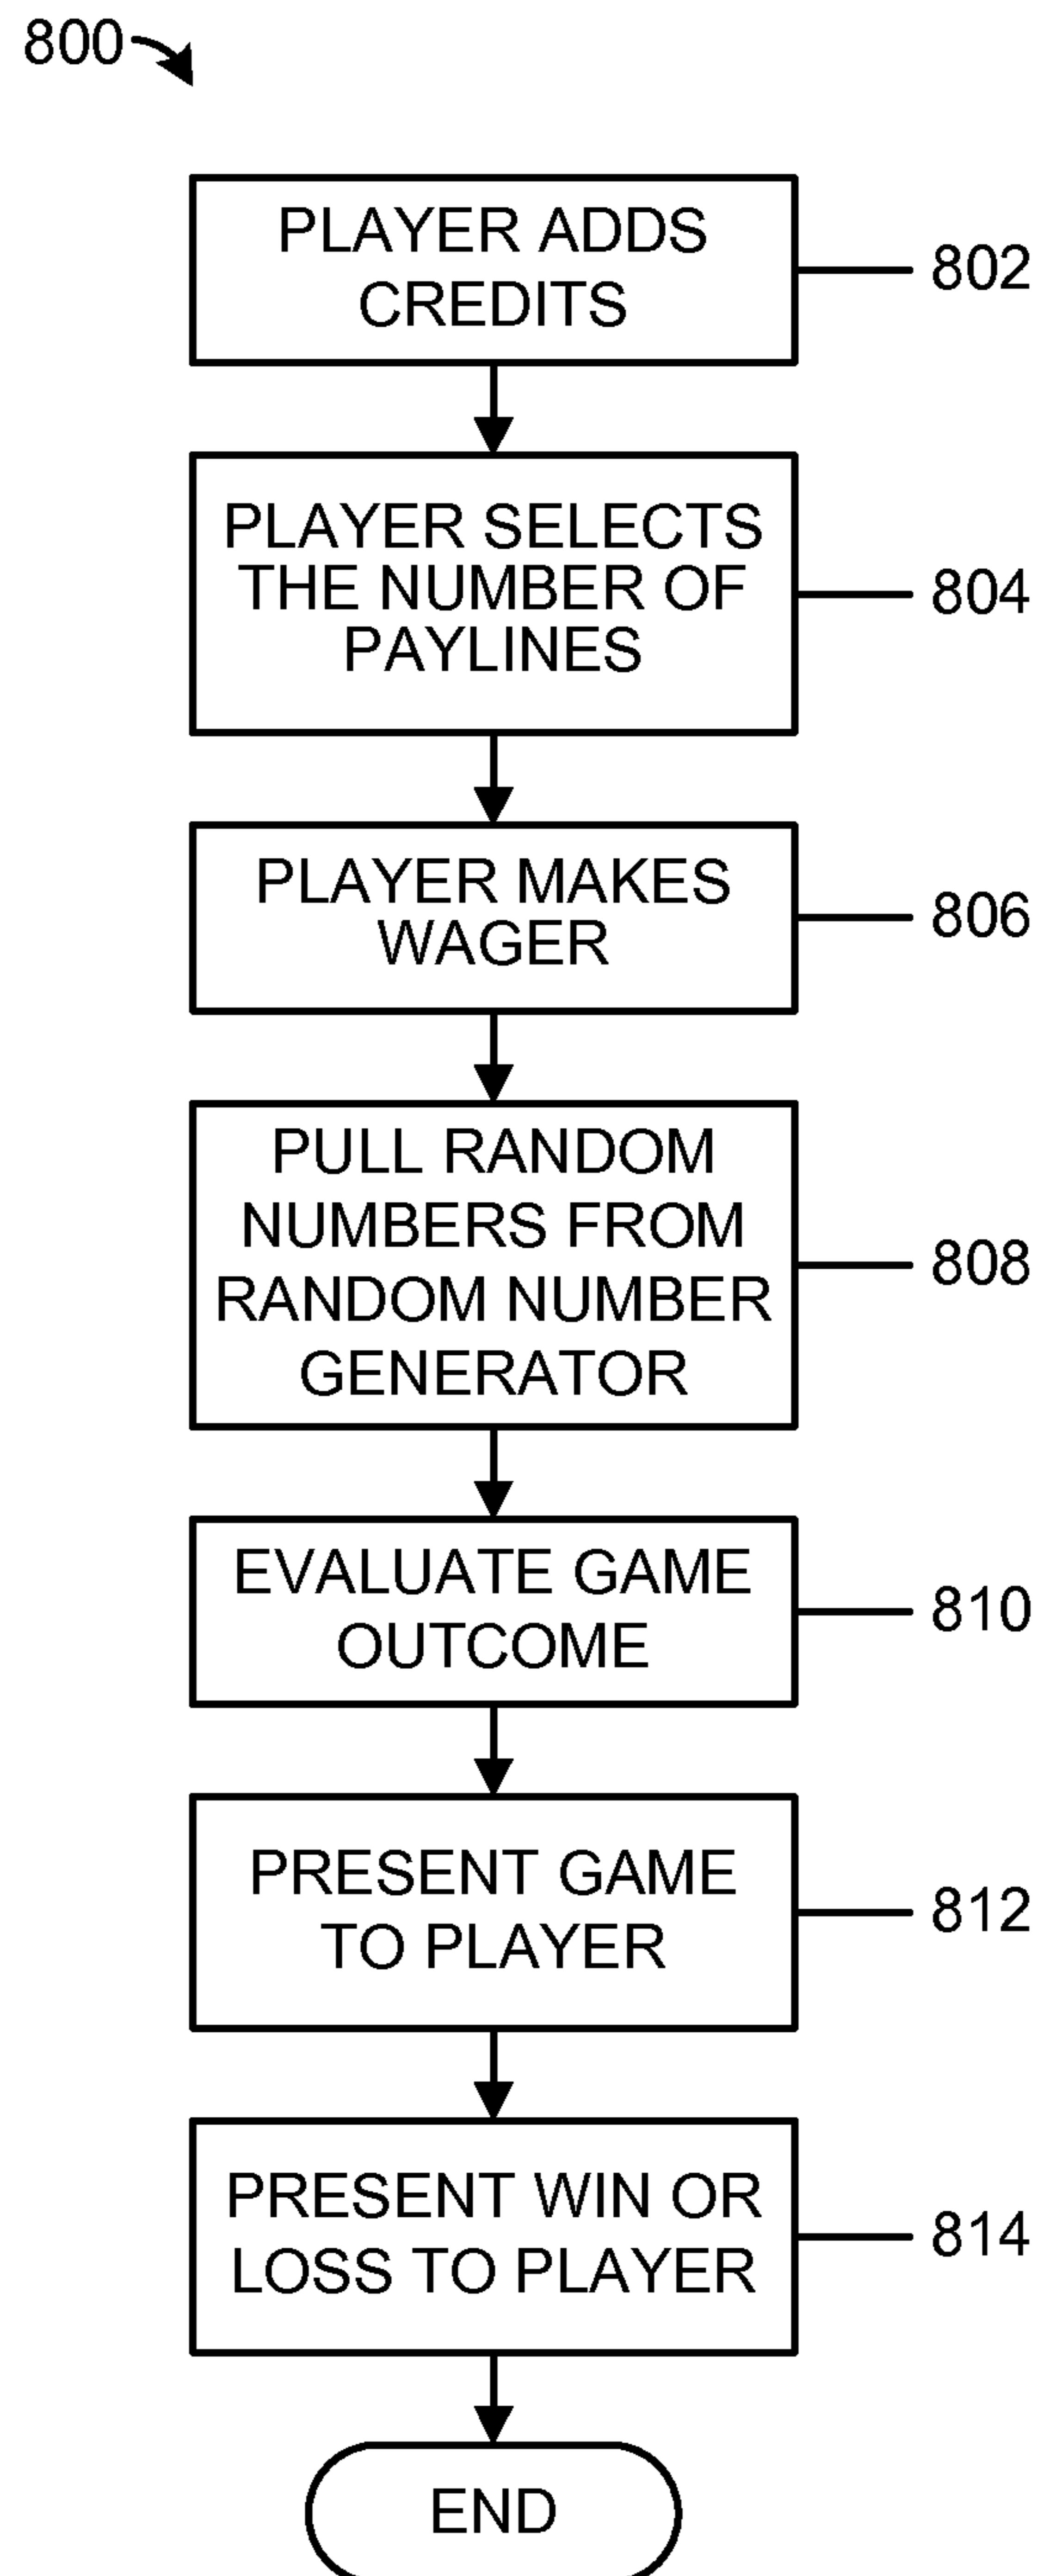 800
PLAYER ADDS
CREDITS
802
PLAYER SELECTS
THE NUMBER OF
PAYLINES
804
PLAYER MAKES
WAGER
806
PULL RANDOM
NUMBERS FROM
RANDOM NUMBER
GENERATOR
808
EVALUATE GAME
OUTCOME
810
PRESENT GAME
TO PLAYER
812
PRESENT WIN OR
LOSS TO PLAYER
814
END